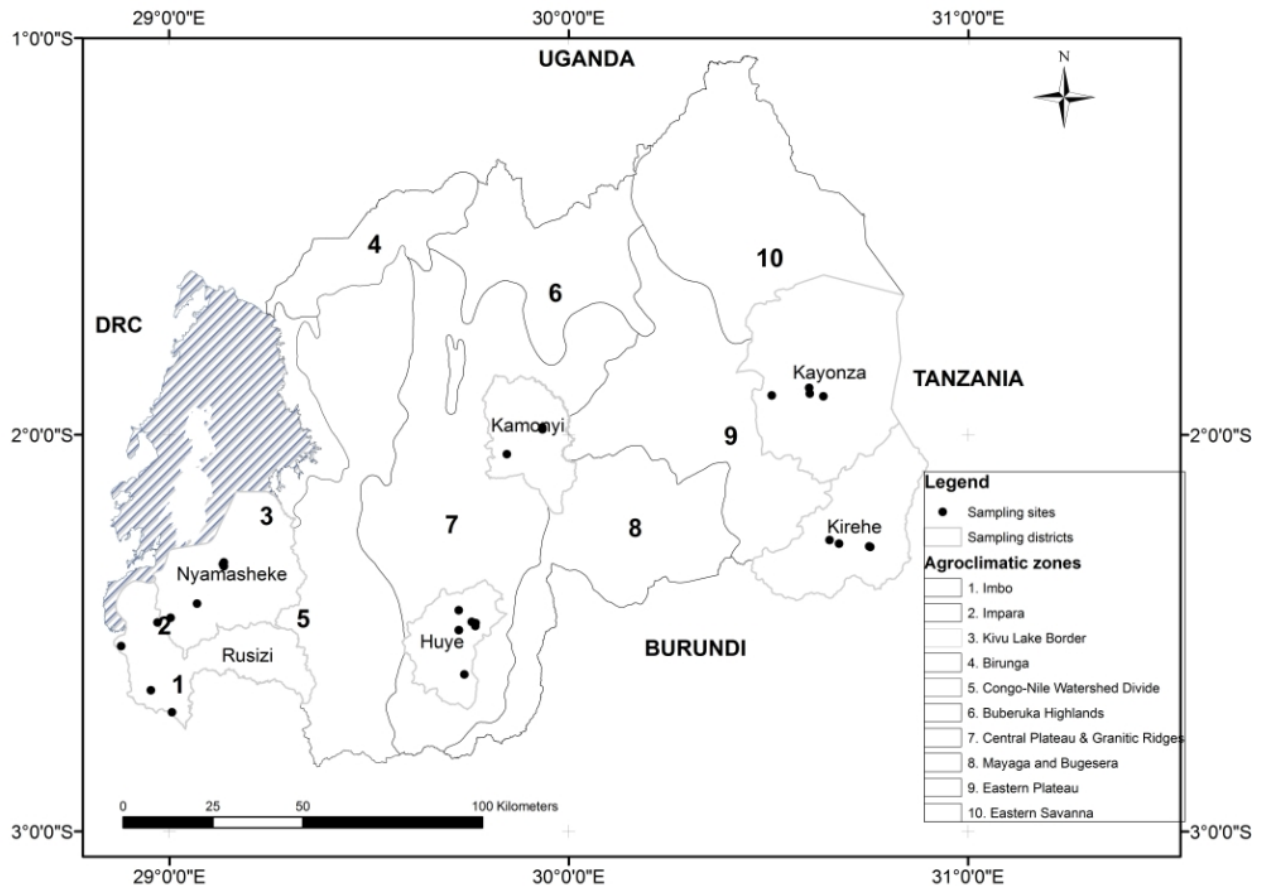 29°0'0"E 30°0'0"E 31°0'0"E
1°0'0"S
UGANDA
N
4
10
6
DRC
Kayonza
TANZANIA
Kamonyi
2°0'0"S 9 2°0'0"S
Legend
3
7
8
Sampling sites
Kirehe
Sampling districts
Agroclimatic zones
Nyamasheke
1. Imbo
2
5
2. Impara
Huye
BURUNDI
3. Kivu Lake Border
Rusizi
4. Birunga
1
5. Congo-Nile Watershed Divide
6. Buberuka Highlands
7. Central Plateau & Granitic Ridges
8. Mayaga and Bugesera
9. Eastern Plateau
10. Eastern Savanna
0 25 50 100 Kilometers
3°0'0"S 3°0'0"S
29°0'0"E 30°0'0"E 31°0'0"E